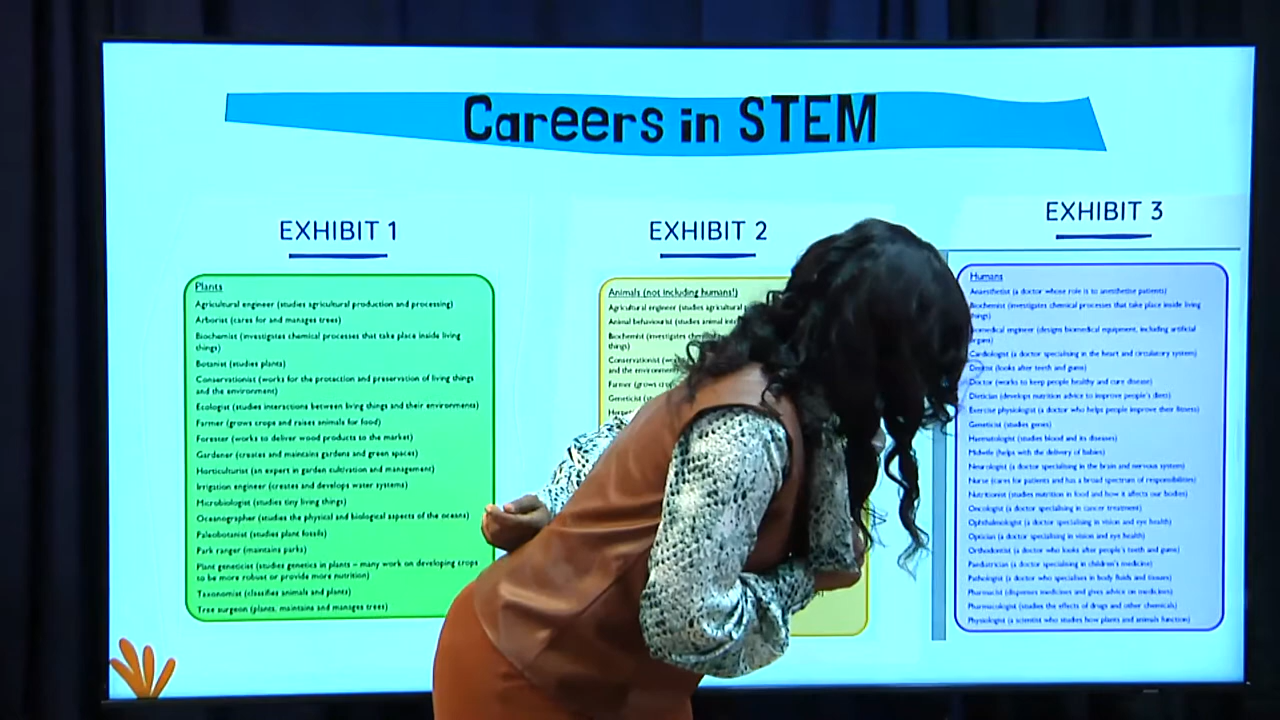 Careers in STEM
EXHIBIT 1
Plants
Agricultural engineer (studies agricultural production and processing)
Arborist (cares for and manages trees)
Biochemist (investigates chemical processes that take place inside living
things)
Botanist (studies plants)
Conservationist (works for the protection and preservation of living things
and the environment)
Ecologist (studies interactions between living things and their environments)
Farmer (grows crops and raises animals for food)
Forester (works to deliver wood products to the market)
Gardener (creates and maintains gardens and green spaces)
Horticulturist (an expert in garden cultivation and management)
Irrigation engineer (creates and develops water systems)
Microbiologist (studies tiny living things)
Oceanographer (studies the physical and biological aspects of the oceans)
Paleobotanist (studies plant fossils)
Park ranger (maintains parks)
Plant geneticist (studies genetics in plants – many work on developing crops
to be more robust or provide more nutrition)
Taxonomist (classifies animals and plants)
Tree surgeon (plants, maintains and manages trees)
EXHIBIT 2
Animals (not including humans!)
Agricultural engineer (studies agricultural
Animal behaviourist (studies animal
Biochemist (investigates
things)
Conservationist
and the
Farmer (grows
Geneticist
EXHIBIT 3
Humans
Anaesthetist (a doctor whose role is to anesthetise patients)
Biochemist (investigates chemical processes that take place inside living
things)
Biomedical engineer (designs biomedical equipment, including artificial
organs)
Cardiologist (a doctor specialising in the heart and circulatory system)
Dentist (looks after teeth and gums)
Doctor (works to keep people healthy and cure disease)
Dietician (develops nutrition advice to improve people's diets)
Exercise physiologist (a doctor who helps people improve their fitness)
Geneticist (studies genes)
Haematologist (studies blood and its diseases)
Midwife (helps with the delivery of babies)
Neurologist (a doctor specialising in the brain and nervous system)
Nurse (cares for patients and has a broad spectrum of responsibilities)
Nutritionist (studies nutrition in food and how it affects our bodies)
Oncologist (a doctor specialising in cancer treatment)
Ophthalmologist (a doctor specialising in vision and eye health)
Optician (a doctor specialising in vision and eye health)
Orthodontist (a doctor who looks after people's teeth and gums)
Paediatrician (a doctor specialising in children's medicine)
Pathologist (a doctor who specialises in body fluids and tissues)
Pharmacist (dispenses medicines and gives advice on medicines)
Pharmacologist (studies the effects of drugs and other chemicals)
Physiologist (a scientist who studies how plants and animals function)